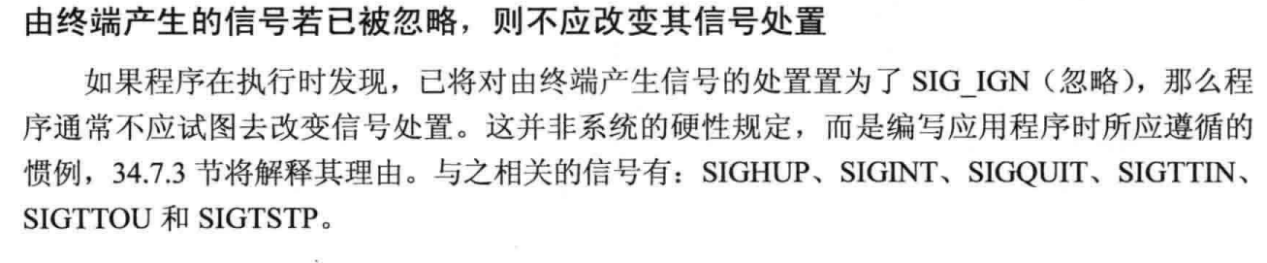 由终端产生的信号若已被忽略，则不应改变其信号处置
如果程序在执行时发现，已将对由终端产生信号的处置置为了 SIG_IGN（忽略），那么程
序通常不应试图去改变信号处置。这并非系统的硬性规定，而是编写应用程序时所应遵循的
惯例，34.7.3 节将解释其理由。与之相关的信号有：SIGHUP、SIGINT、SIGQUIT、SIGTTIN、
SIGTTOU 和 SIGTSTP。